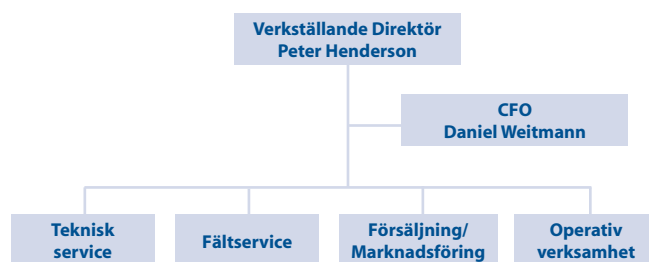 Verkställande Direktör
Peter Henderson
CFO
Daniel Weitmann
Teknisk
service
Fältservice
Försäljning/
Marknadsföring
Operativ
verksamhet